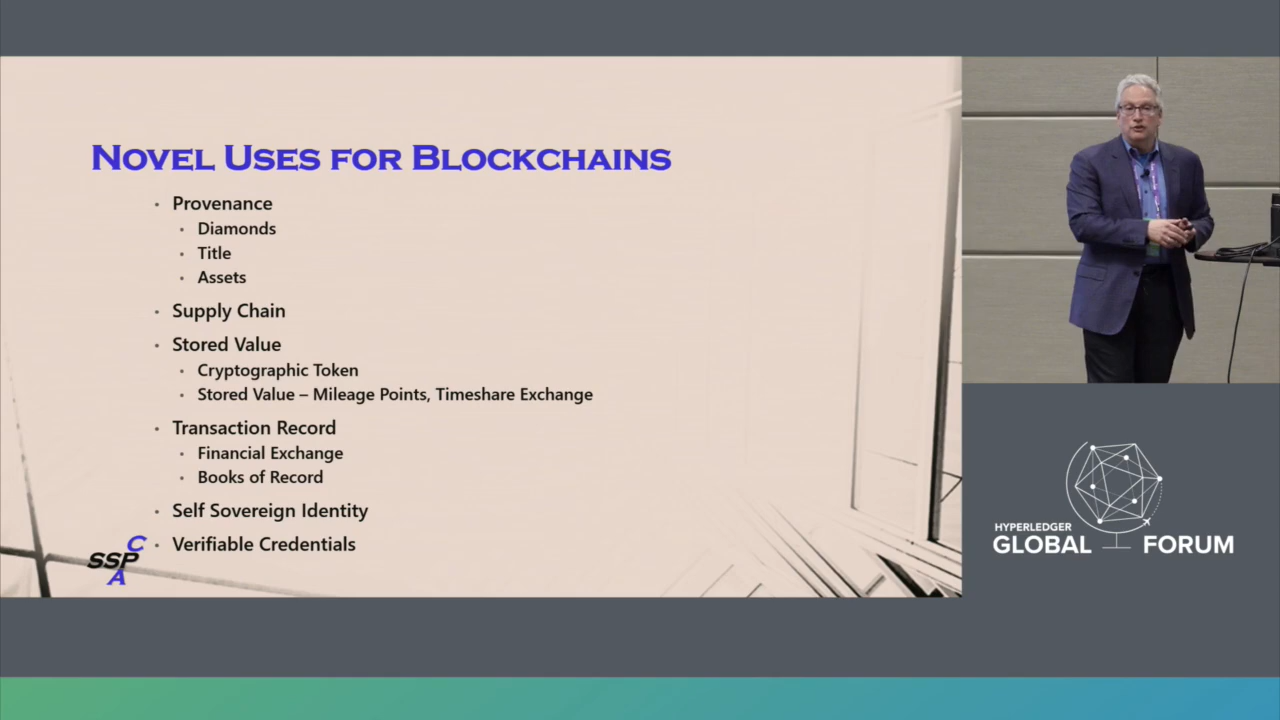 Novel Uses for Blockchains
• Provenance
• Diamonds
• Title
• Assets
• Supply Chain
• Stored Value
• Cryptographic Token
• Stored Value – Mileage Points, Timeshare Exchange
• Transaction Record
• Financial Exchange
• Books of Record
• Self Sovereign Identity
• Verifiable Credentials
C
SSP
A
HYPERLEDGER
GLOBAL FORUM